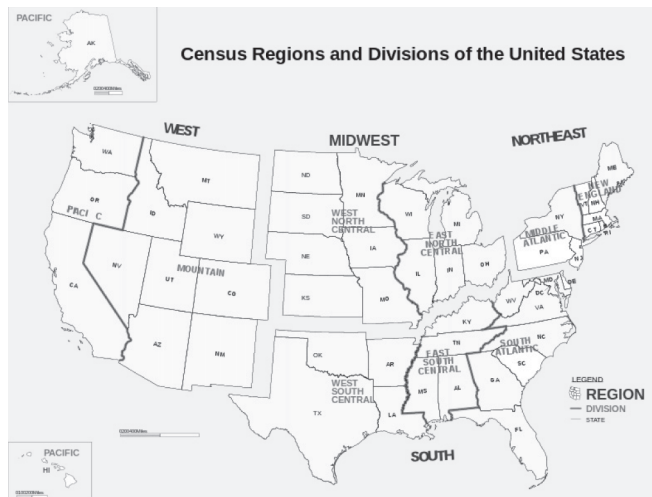 PACIFIC
AK
Census Regions and Divisions of the United States
WEST
MIDWEST
NORTHEAST
WA
MT
ND
MN
ME
OR
PACI C
ID
SD
WEST
NORTH
CENTRAL
WI
MI
NEW
ENGLAND
VT
NH
NY
MA
CT
RI
WY
MIDDLE
ATLANTIC
PA
NJ
EAST
NORTH
CENTRAL
IA
NE
NV
MOUNTAIN
UT
CO
CA
IL
IN
OH
MD
DE
DC
WV
VA
KS
MO
KY
NC
TN
SOUTH
ATLANTIC
SC
AZ
NM
OK
AR
EAST
SOUTH
CENTRAL
MS
AL
GA
WEST
SOUTH
CENTRAL
TX
LA
FL
LEGEND
REGION
DIVISION
STATE
SOUTH
PACIFIC
HI